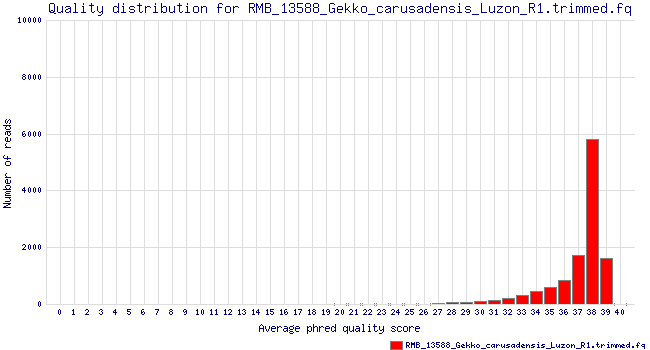 Quality distribution for RMB_13588_Gekko_carusadensis_Luzon_R1.trimmed.fq
10000
8000
6000
4000
2000
0
Number of reads
0 1 2 3 4 5 6 7 8 9 10 11 12 13 14 15 16 17 18 19 20 21 22 23 24 25 26 27 28 29 30 31 32 33 34 35 36 37 38 39 40
Average phred quality score
RMB_13588_Gekko_carusadensis_Luzon_R1.trimmed.fq